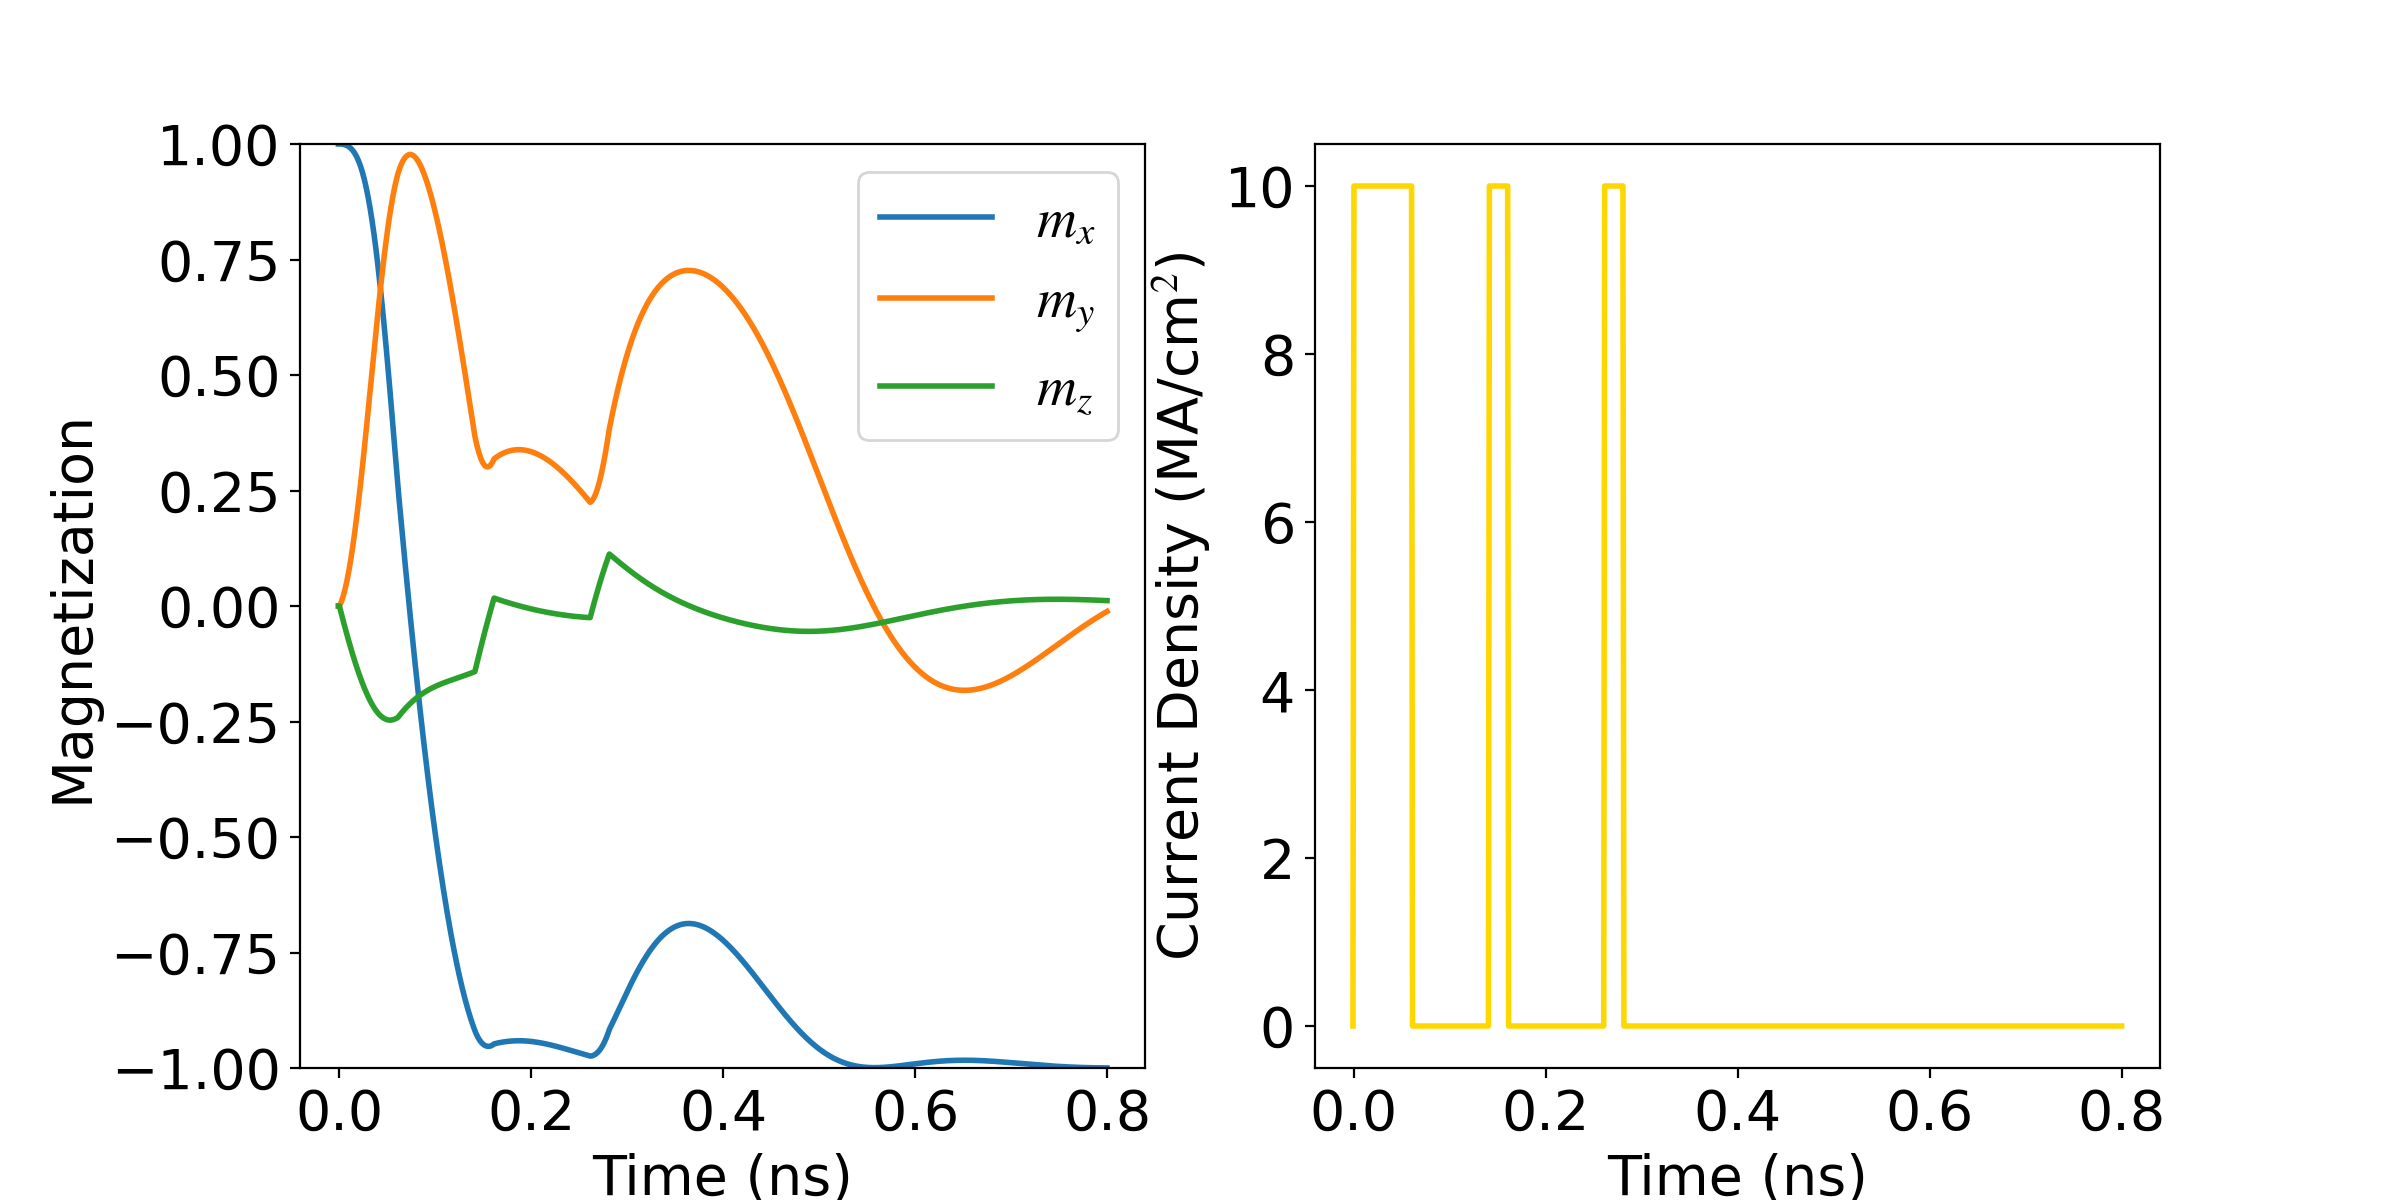 Magnetization
1.00
0.75
0.50
0.25
0.00
−0.25
−0.50
−0.75
−1.00
0.0 0.2 0.4 0.6 0.8
Time (ns)
m_x
m_y
m_z
Current Density (MA/cm²)
10
8
6
4
2
0
0.0 0.2 0.4 0.6 0.8
Time (ns)